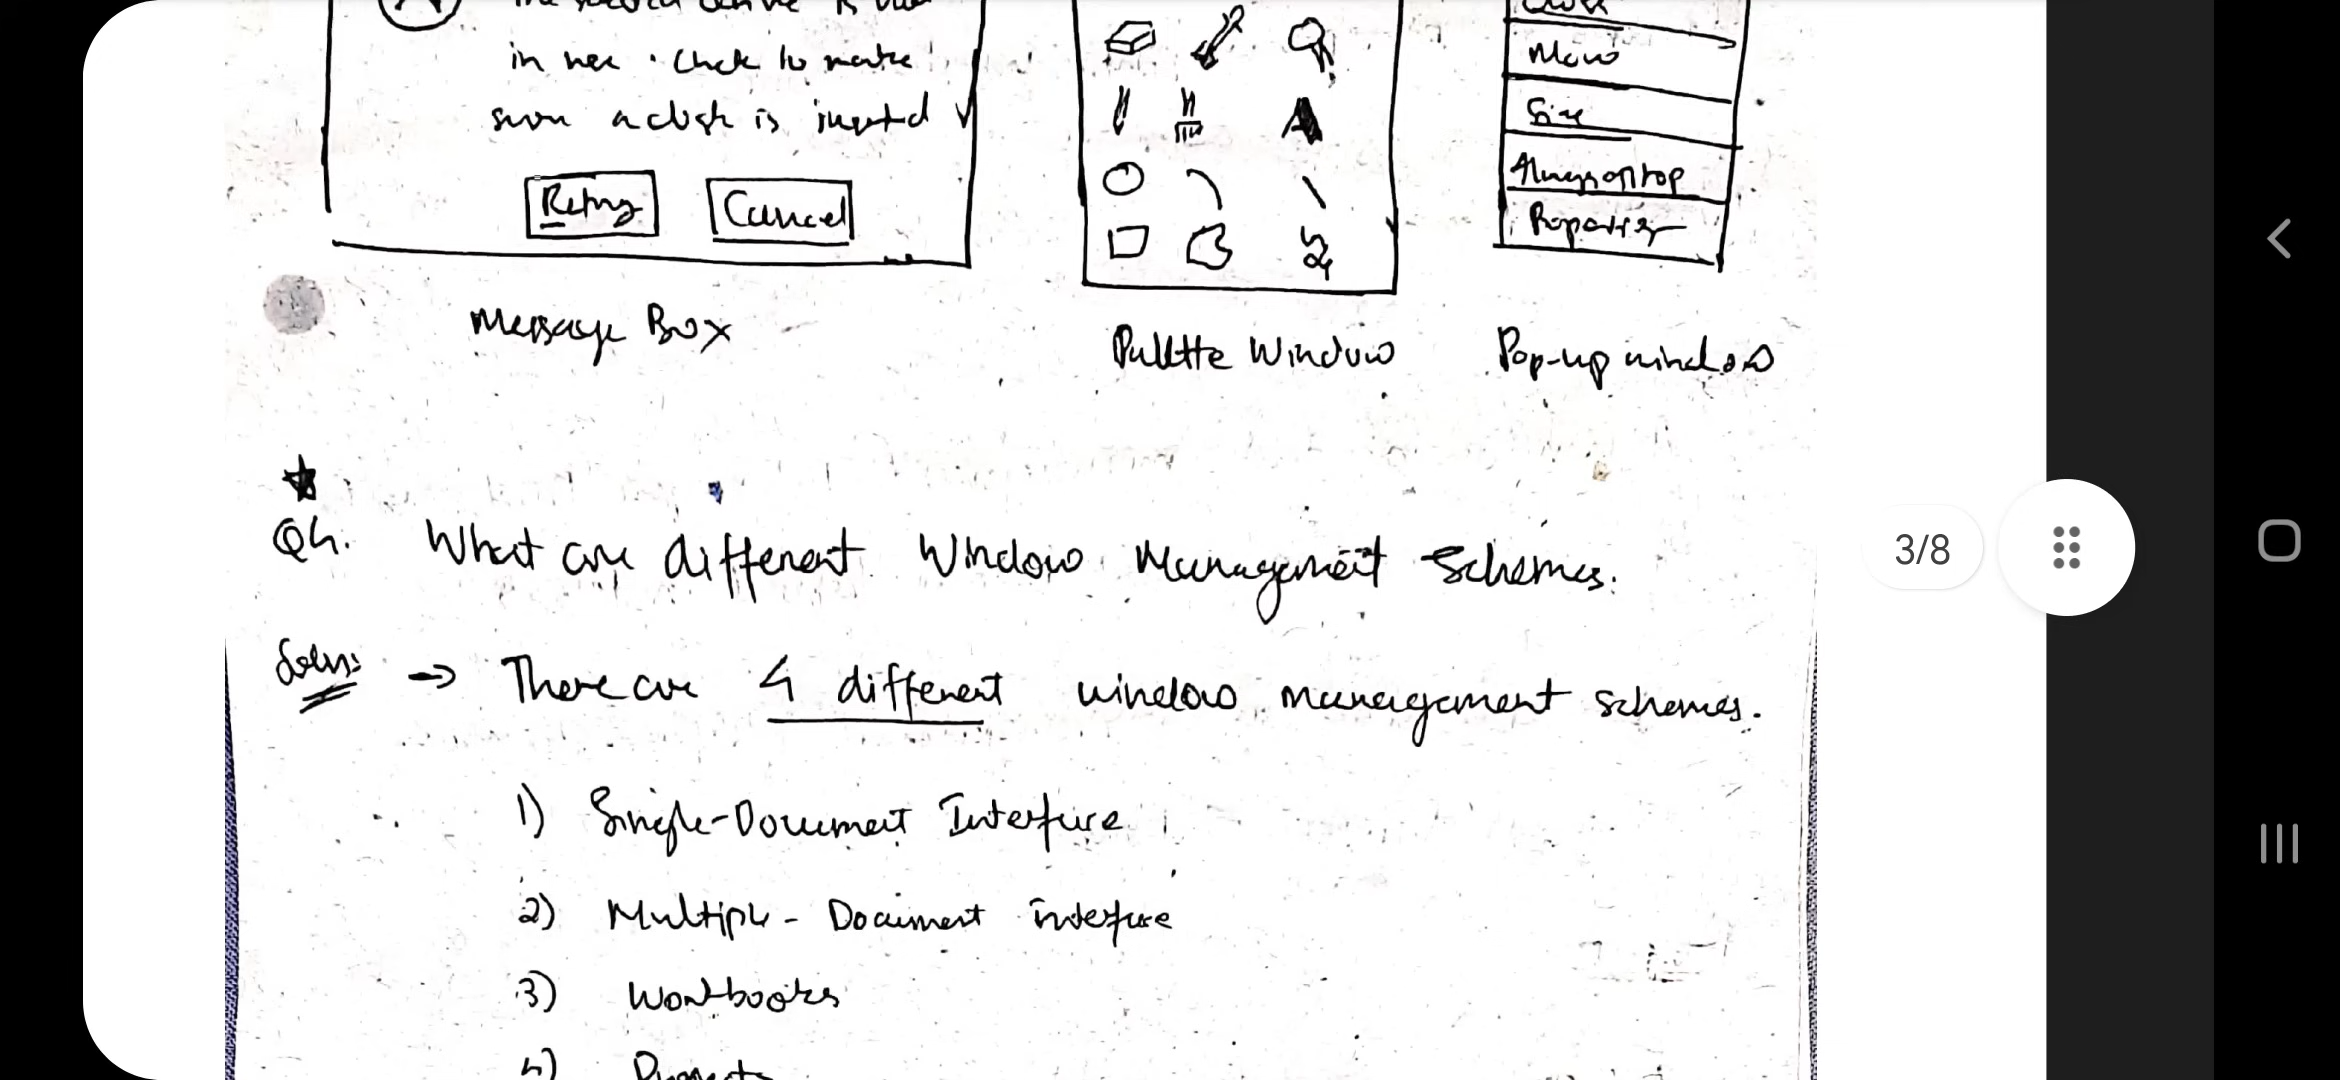 in use. Check to make
sure a disk is inserted
Retry
Cancel
Move
Size
Always on top
Properties
Message Box
Pallette Window
Pop-up window
Q4. What are different Window Management Schemes.
Soln: → There are 4 different window management schemes.
1) Single-Document Interface
2) Multiple-Document interface
3) Workbooks
4)
3/8